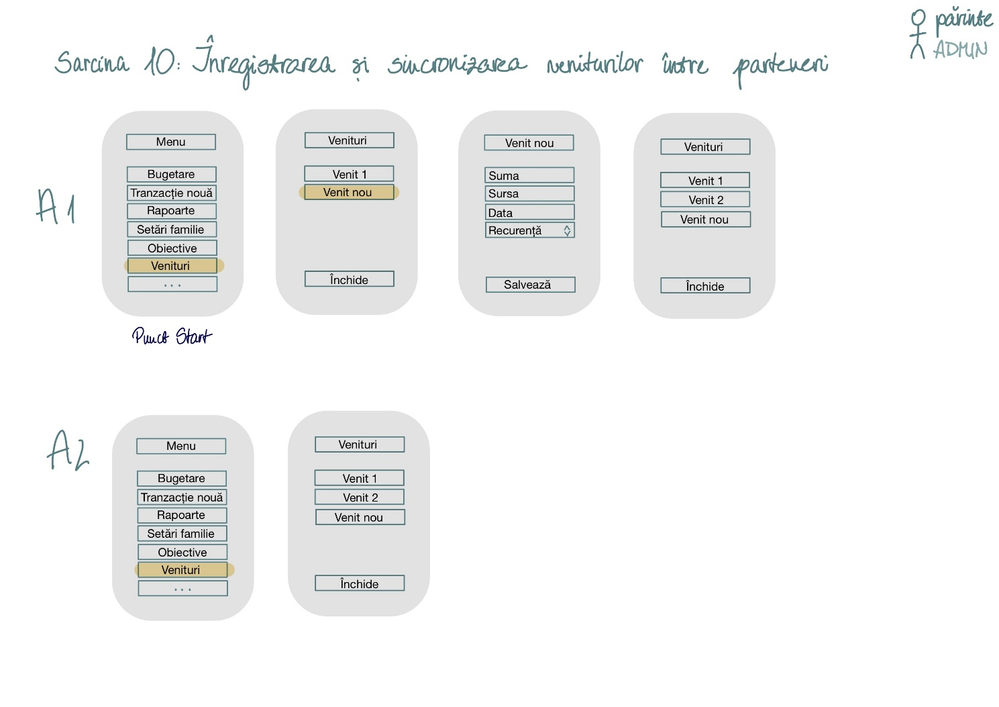 părinte
ADMIN
Sarcina 10: Înregistrarea și sincronizarea veniturilor între parteneri
A1
Menu
Bugetare
Tranzacție nouă
Rapoarte
Setări familie
Obiective
Venituri
...
Punct Start
Venituri
Venit 1
Venit nou
Închide
Venit nou
Suma
Sursa
Data
Recurență
Salvează
Venituri
Venit 1
Venit 2
Venit nou
Închide
A2
Menu
Bugetare
Tranzacție nouă
Rapoarte
Setări familie
Obiective
Venituri
...
Venituri
Venit 1
Venit 2
Venit nou
Închide